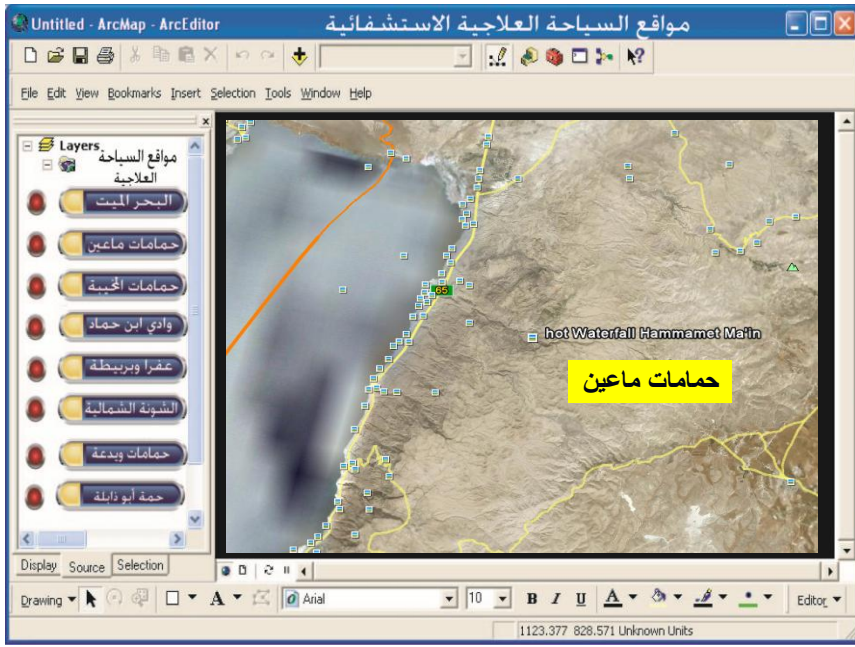 Untitled - ArcMap - ArcEditor
مواقع السياحة العلاجية الاستشفائية
File Edit View Bookmarks Insert Selection Tools Window Help
Layers
مواقع السياحة
العلاجية
البحر الميت
حمامات ماعين
حمامات الخيبة
وادي ابن حماد
عفرا وبربيطة
الشونة الشمالية
حمامات وبدعة
حمة أبو ذابلة
65
hot Waterfall Hammamet Ma'in
حمامات ماعين
Display Source Selection
Drawing A Arial 10 B I U A Editor
1123.377 828.571 Unknown Units